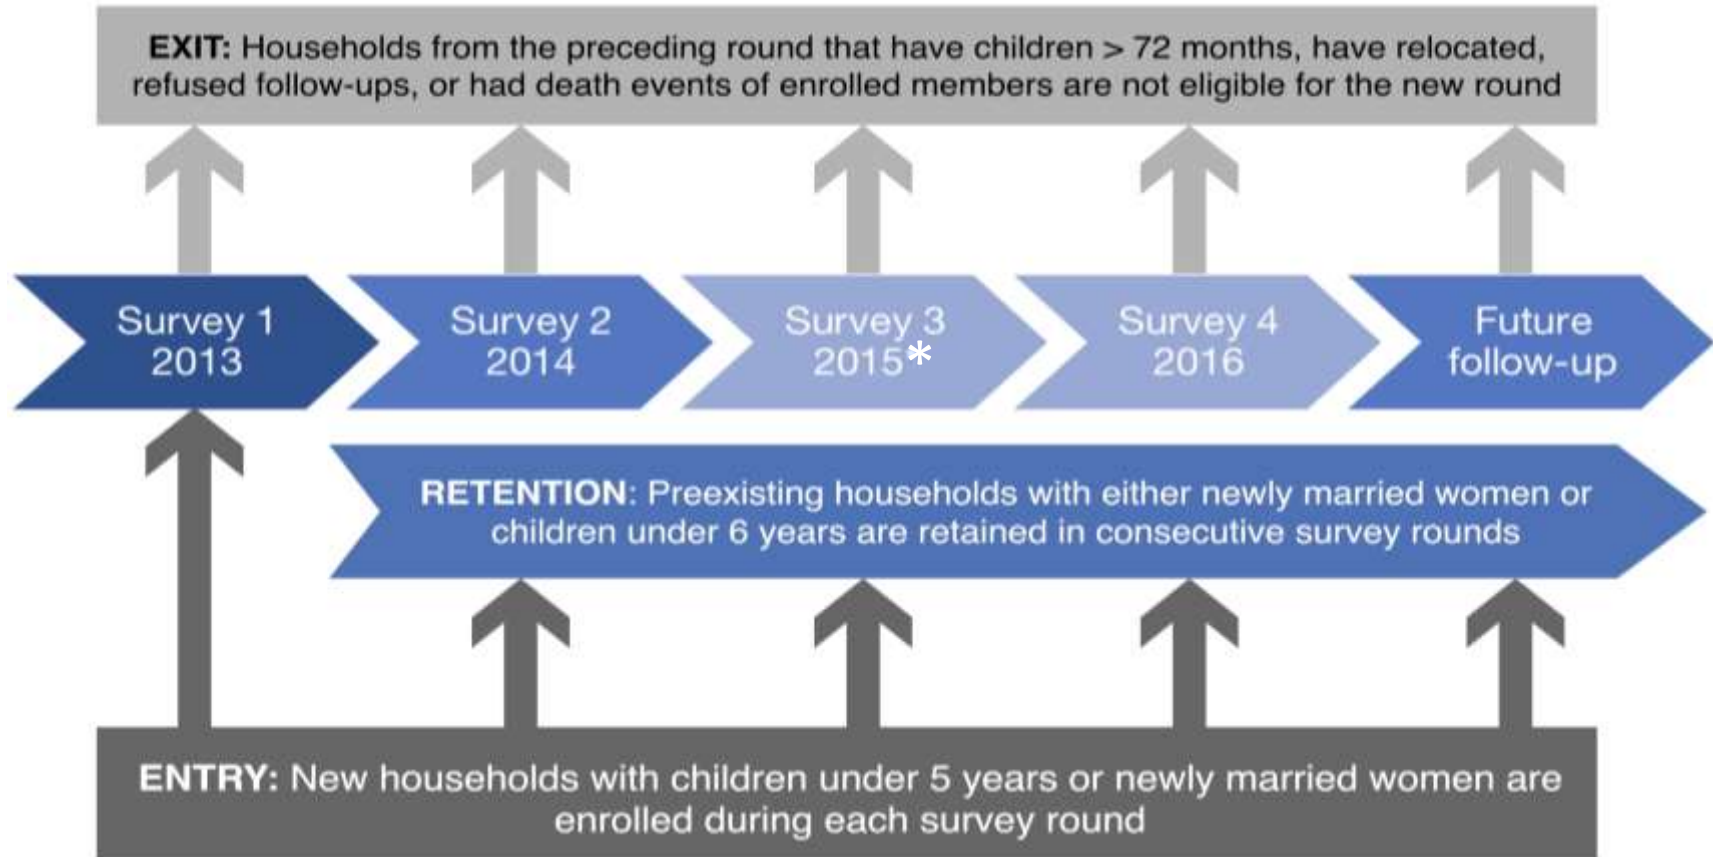 EXIT: Households from the preceding round that have children > 72 months, have relocated,
refused follow-ups, or had death events of enrolled members are not eligible for the new round
Survey 1
2013
Survey 2
2014
Survey 3
2015*
Survey 4
2016
Future
follow-up
RETENTION: Preexisting households with either newly married women or
children under 6 years are retained in consecutive survey rounds
ENTRY: New households with children under 5 years or newly married women are
enrolled during each survey round